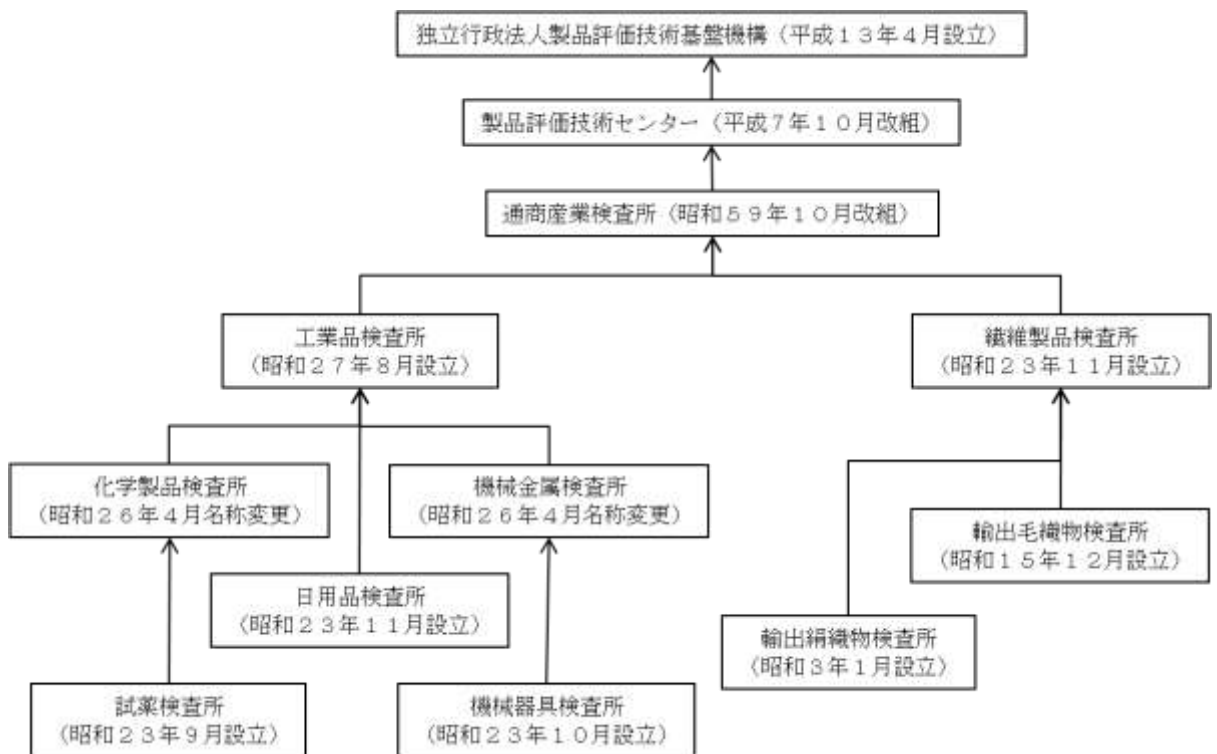 独立行政法人製品評価技術基盤機構（平成１３年４月設立）
製品評価技術センター（平成７年１０月改組）
通商産業検査所（昭和５９年１０月改組）
工業品検査所
（昭和２７年８月設立）
繊維製品検査所
（昭和２３年１１月設立）
化学製品検査所
（昭和２６年４月名称変更）
機械金属検査所
（昭和２６年４月名称変更）
輸出毛織物検査所
（昭和１５年１２月設立）
日用品検査所
（昭和２３年１１月設立）
輸出絹織物検査所
（昭和３年１月設立）
試薬検査所
（昭和２３年９月設立）
機械器具検査所
（昭和２３年１０月設立）